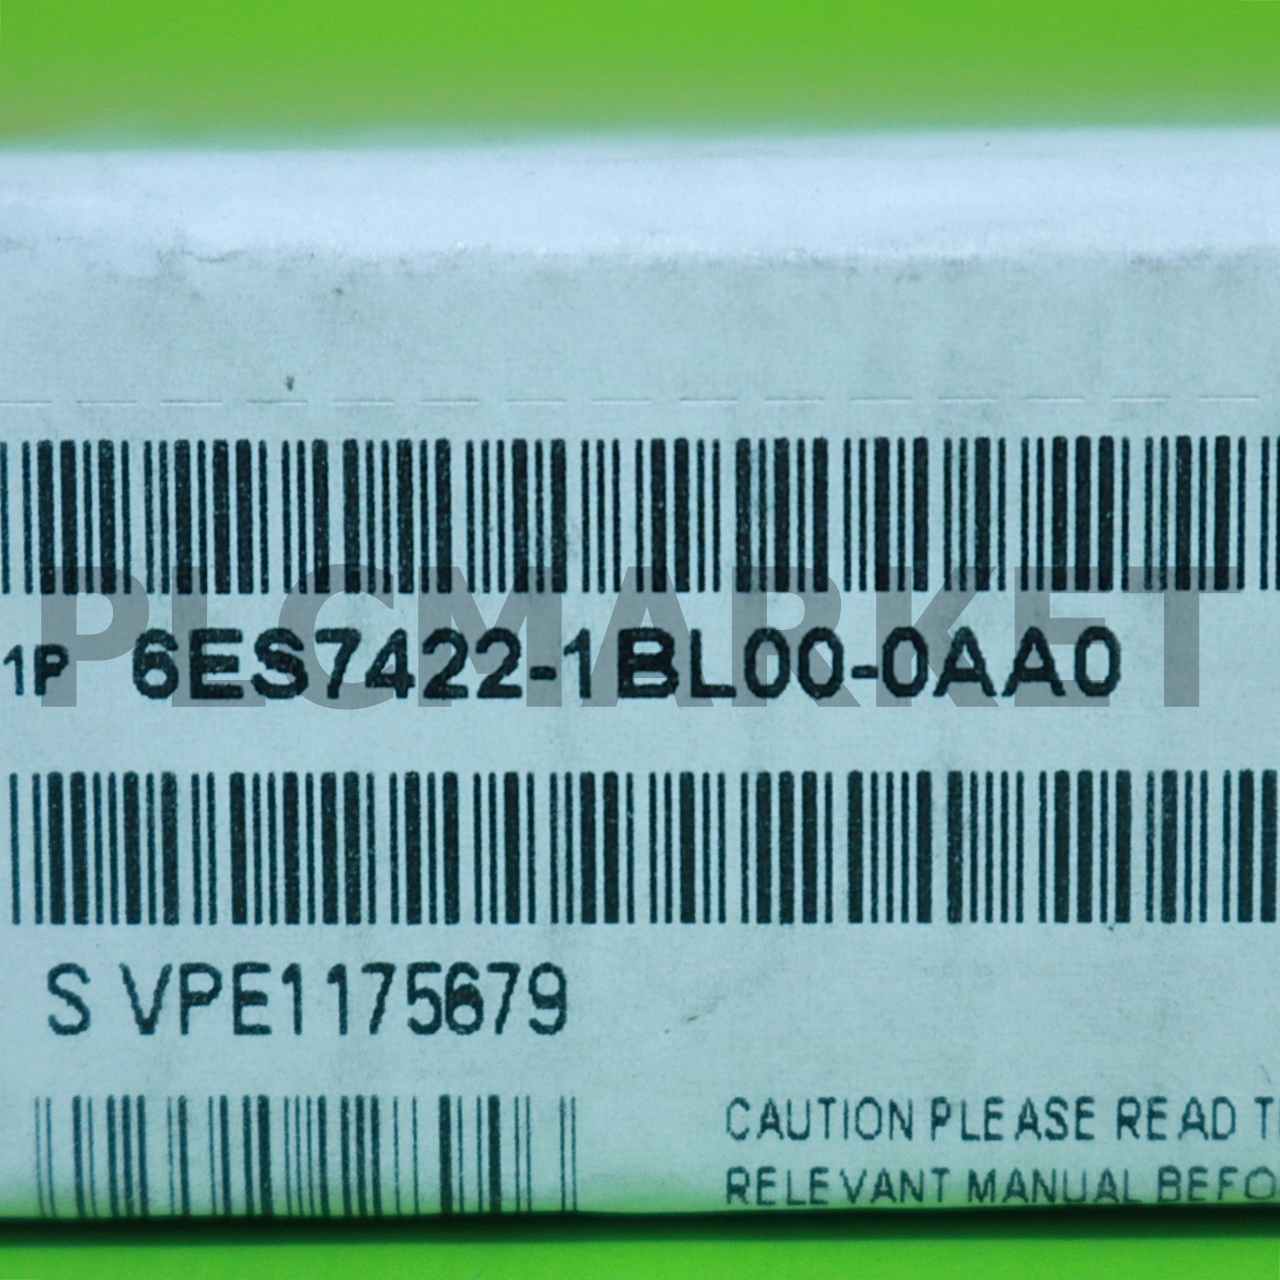 PLCMARKET
1P 6ES7422-1BL00-0AA0
S VPE1175679
CAUTION PLEASE READ T
RELEVANT MANUAL BEFO